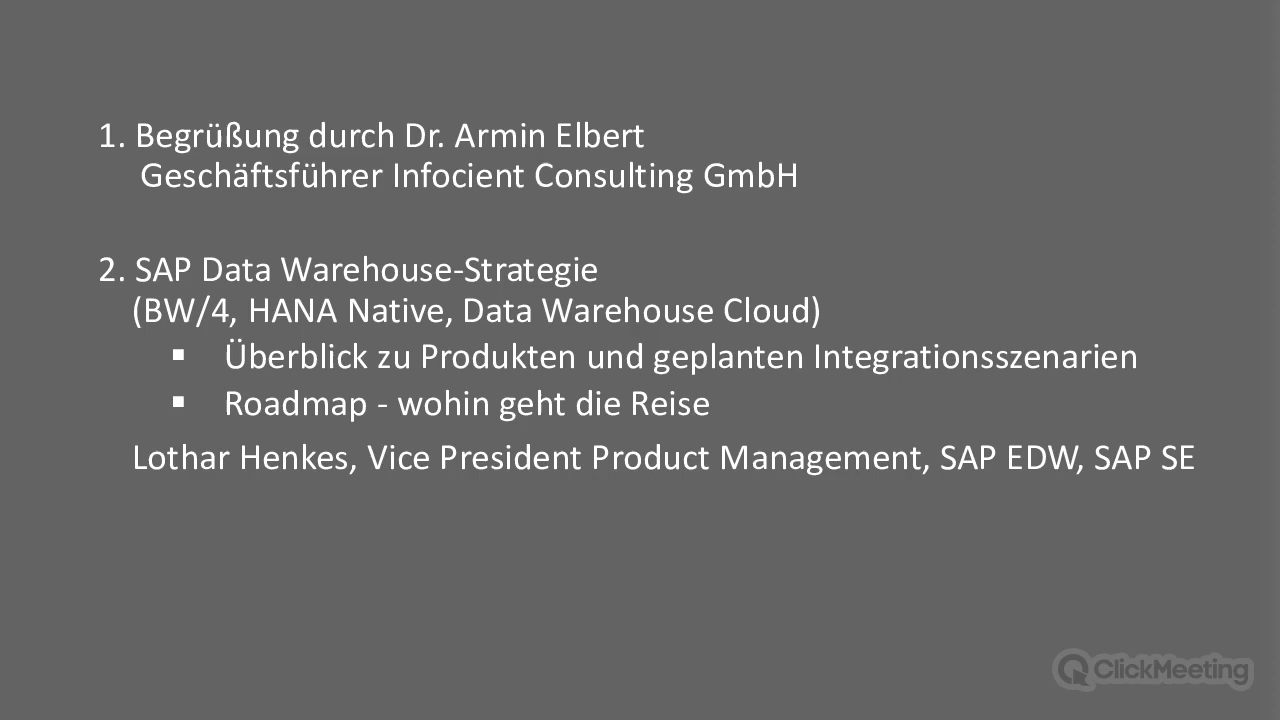 1. Begrüßung durch Dr. Armin Elbert
Geschäftsführer Infocient Consulting GmbH
2. SAP Data Warehouse-Strategie
(BW/4, HANA Native, Data Warehouse Cloud)
▪ Überblick zu Produkten und geplanten Integrationsszenarien
▪ Roadmap - wohin geht die Reise
Lothar Henkes, Vice President Product Management, SAP EDW, SAP SE
ClickMeeting